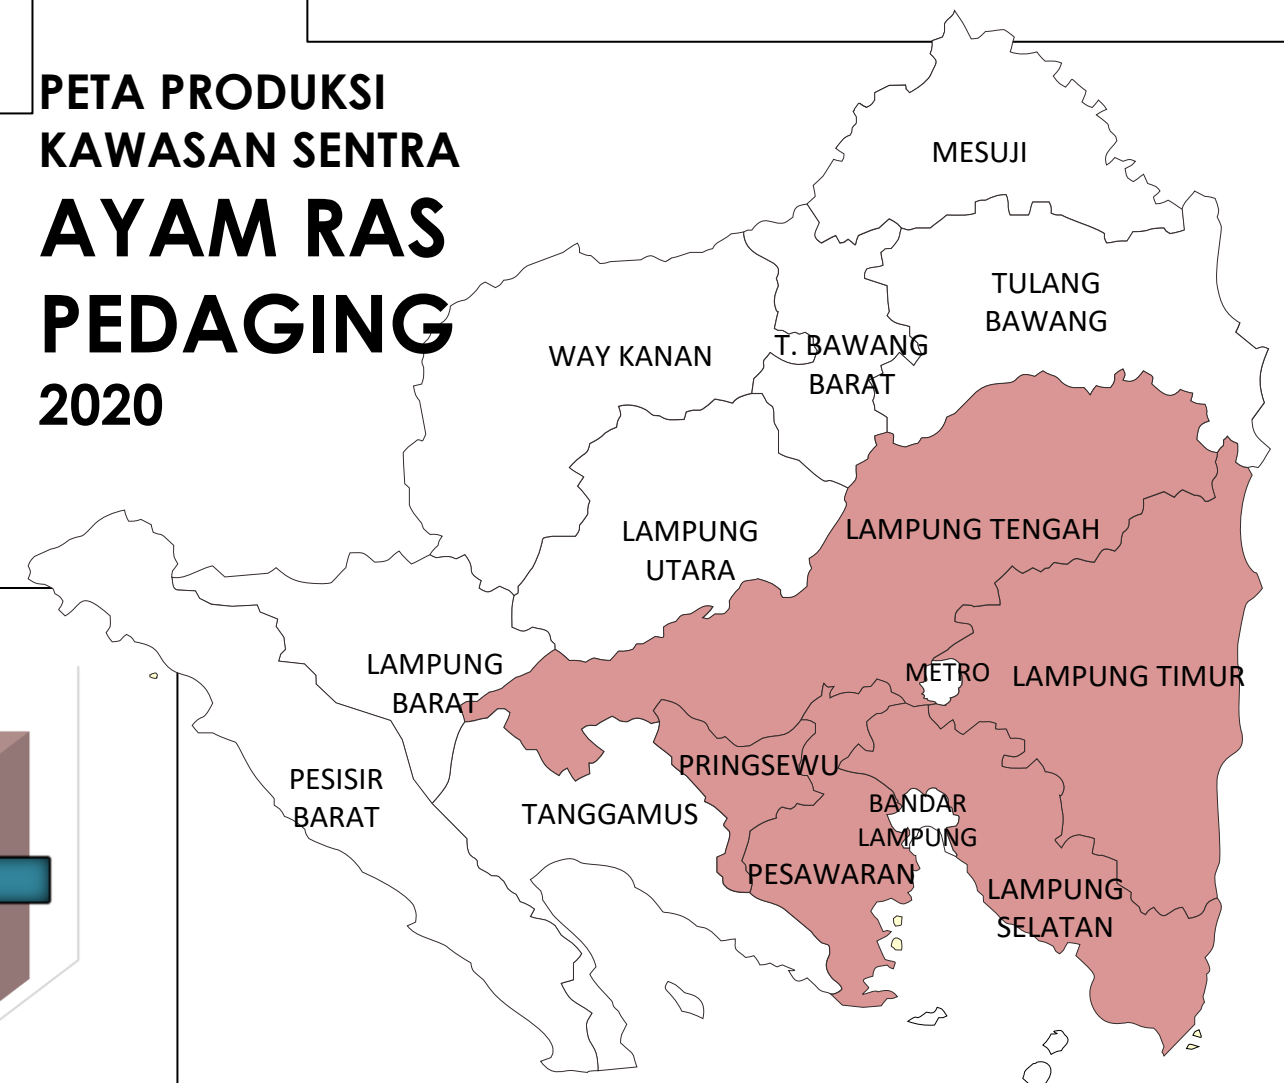 PETA PRODUKSI
KAWASAN SENTRA
AYAM RAS
PEDAGING
2020
MESUJI
TULANG
BAWANG
WAY KANAN
T. BAWANG
BARAT
LAMPUNG
UTARA
LAMPUNG TENGAH
LAMPUNG
BARAT
METRO
LAMPUNG TIMUR
PESISIR
BARAT
TANGGAMUS
PRINGSEWU
BANDAR
LAMPUNG
PESAWARAN
LAMPUNG
SELATAN